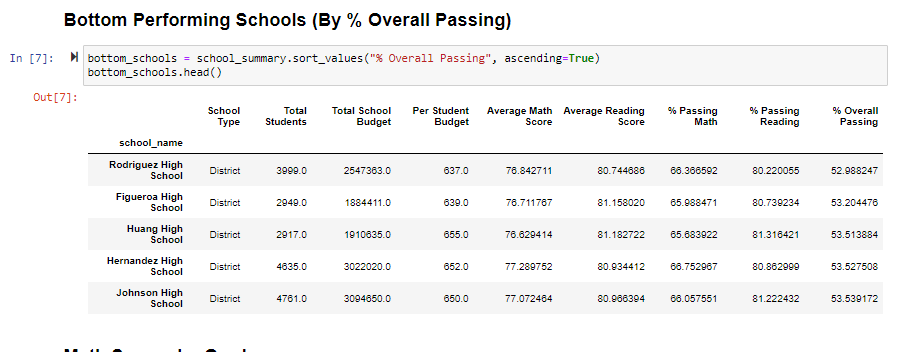 Bottom Performing Schools (By % Overall Passing)
In [7]: bottom_schools = school_summary.sort_values("% Overall Passing", ascending=True)
bottom_schools.head()
Out[7]:
School Total Total School Per Student Average Math Average Reading % Passing % Passing % Overall
Type Students Budget Budget Score Score Math Reading Passing
school_name
Rodriguez High School District 3999.0 2547363.0 637.0 76.842711 80.744686 66.366592 80.220055 52.988247
Figueroa High School District 2949.0 1884411.0 639.0 76.711767 81.158020 65.988471 80.739234 53.204476
Huang High School District 2917.0 1910635.0 655.0 76.629414 81.182722 65.683922 81.316421 53.513884
Hernandez High School District 4635.0 3022020.0 652.0 77.289752 80.934412 66.752967 80.862999 53.527508
Johnson High School District 4761.0 3094650.0 650.0 77.072464 80.966394 66.057551 81.222432 53.539172